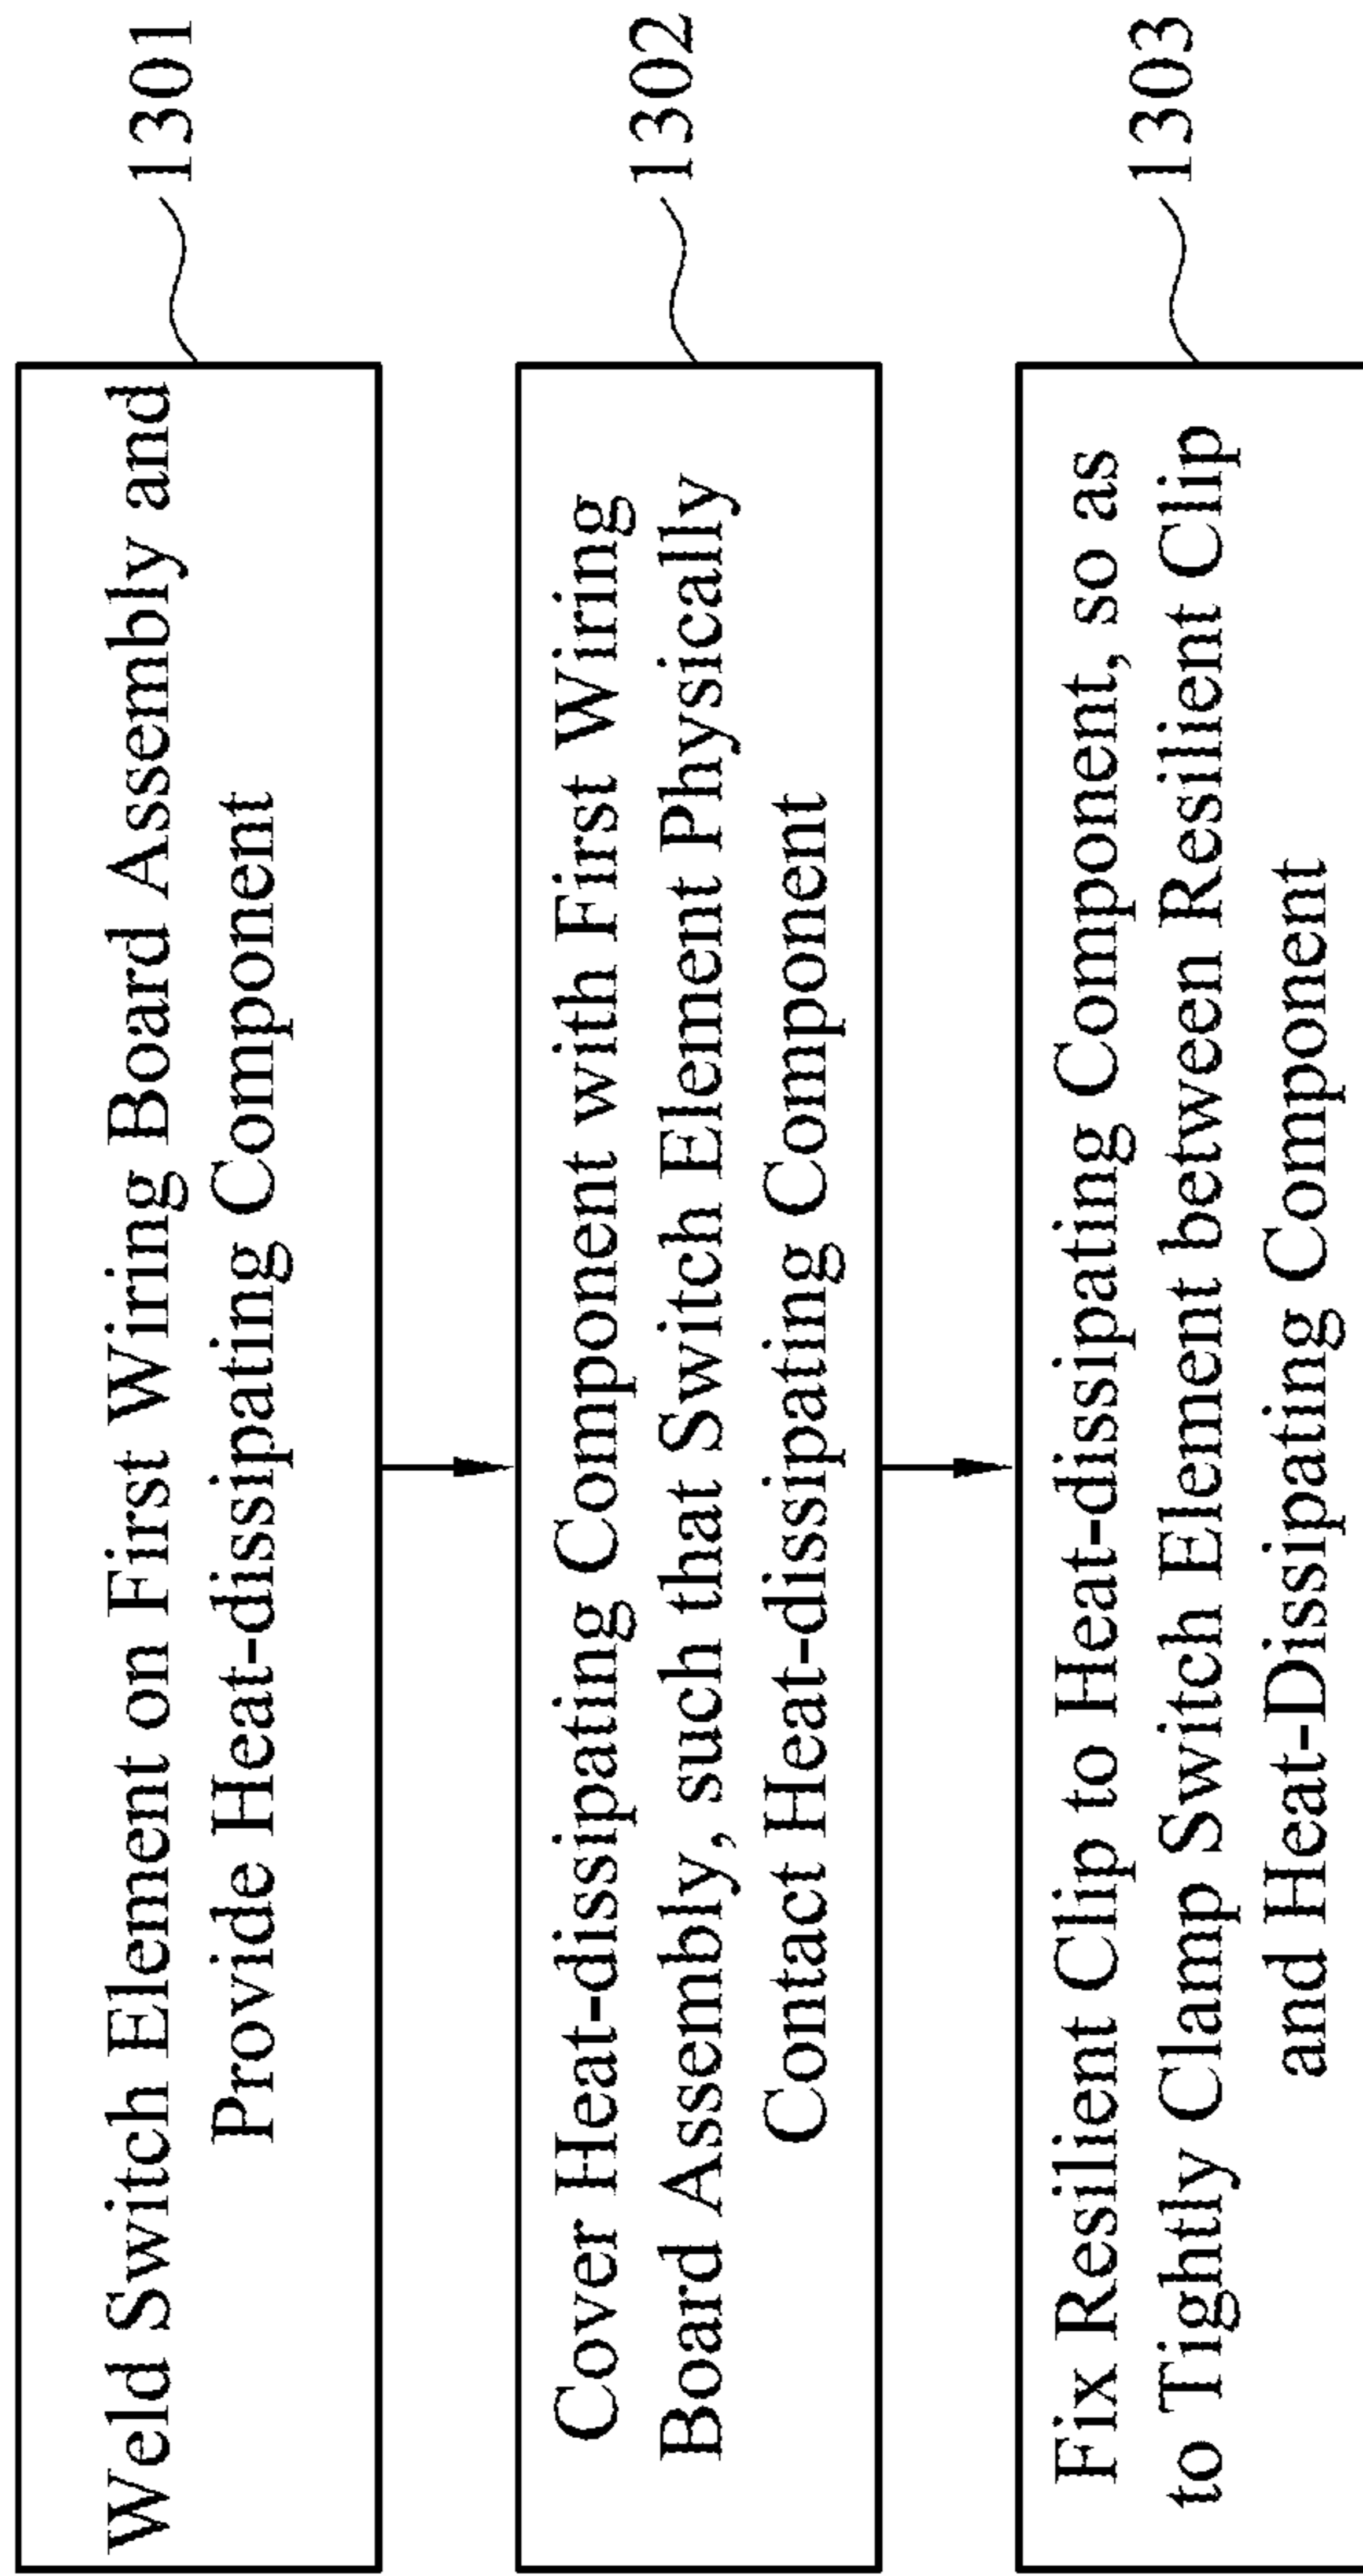 Weld Switch Element on First Wiring Board Assembly and
Provide Heat-dissipating Component
1301
Cover Heat-dissipating Component with First Wiring
Board Assembly, such that Switch Element Physically
Contact Heat-dissipating Component
1302
Fix Resilient Clip to Heat-dissipating Component, so as
to Tightly Clamp Switch Element between Resilient Clip
and Heat-Dissipating Component
1303